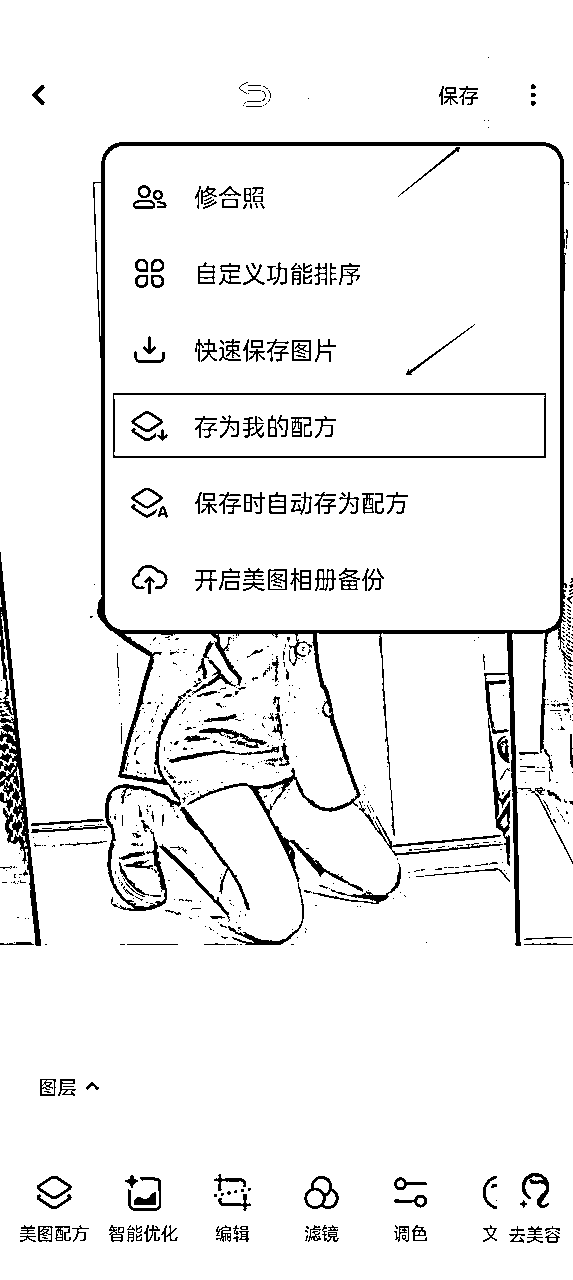 保存
修合照
自定义功能排序
快速保存图片
存为我的配方
A 保存时自动存为配方
开启美图相册备份
图层
美图配方 智能优化 编辑 滤镜 调色 文 去美容